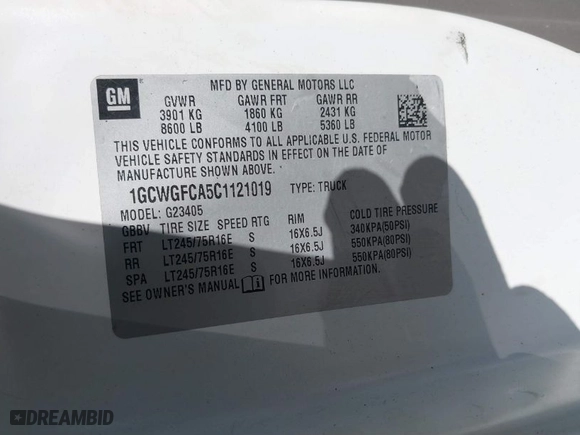 GM
MFD BY GENERAL MOTORS LLC
GVWR GAWR FRT GAWR RR
3901 KG 1860 KG 2431 KG
8600 LB 4100 LB 5360 LB
THIS VEHICLE CONFORMS TO ALL APPLICABLE U.S. FEDERAL MOTOR
VEHICLE SAFETY STANDARDS IN EFFECT ON THE DATE OF
MANUFACTURE SHOWN ABOVE.
1GCWGFCA5C1121019 TYPE: TRUCK
MODEL: G23405
GBBV TIRE SIZE SPEED RTG RIM COLD TIRE PRESSURE
FRT LT245/75R16E S 16X6.5J 340KPA(50PSI)
RR LT245/75R16E S 16X6.5J 550KPA(80PSI)
SPA LT245/75R16E S 16X6.5J 550KPA(80PSI)
SEE OWNER'S MANUAL FOR MORE INFORMATION.
DREAMBID